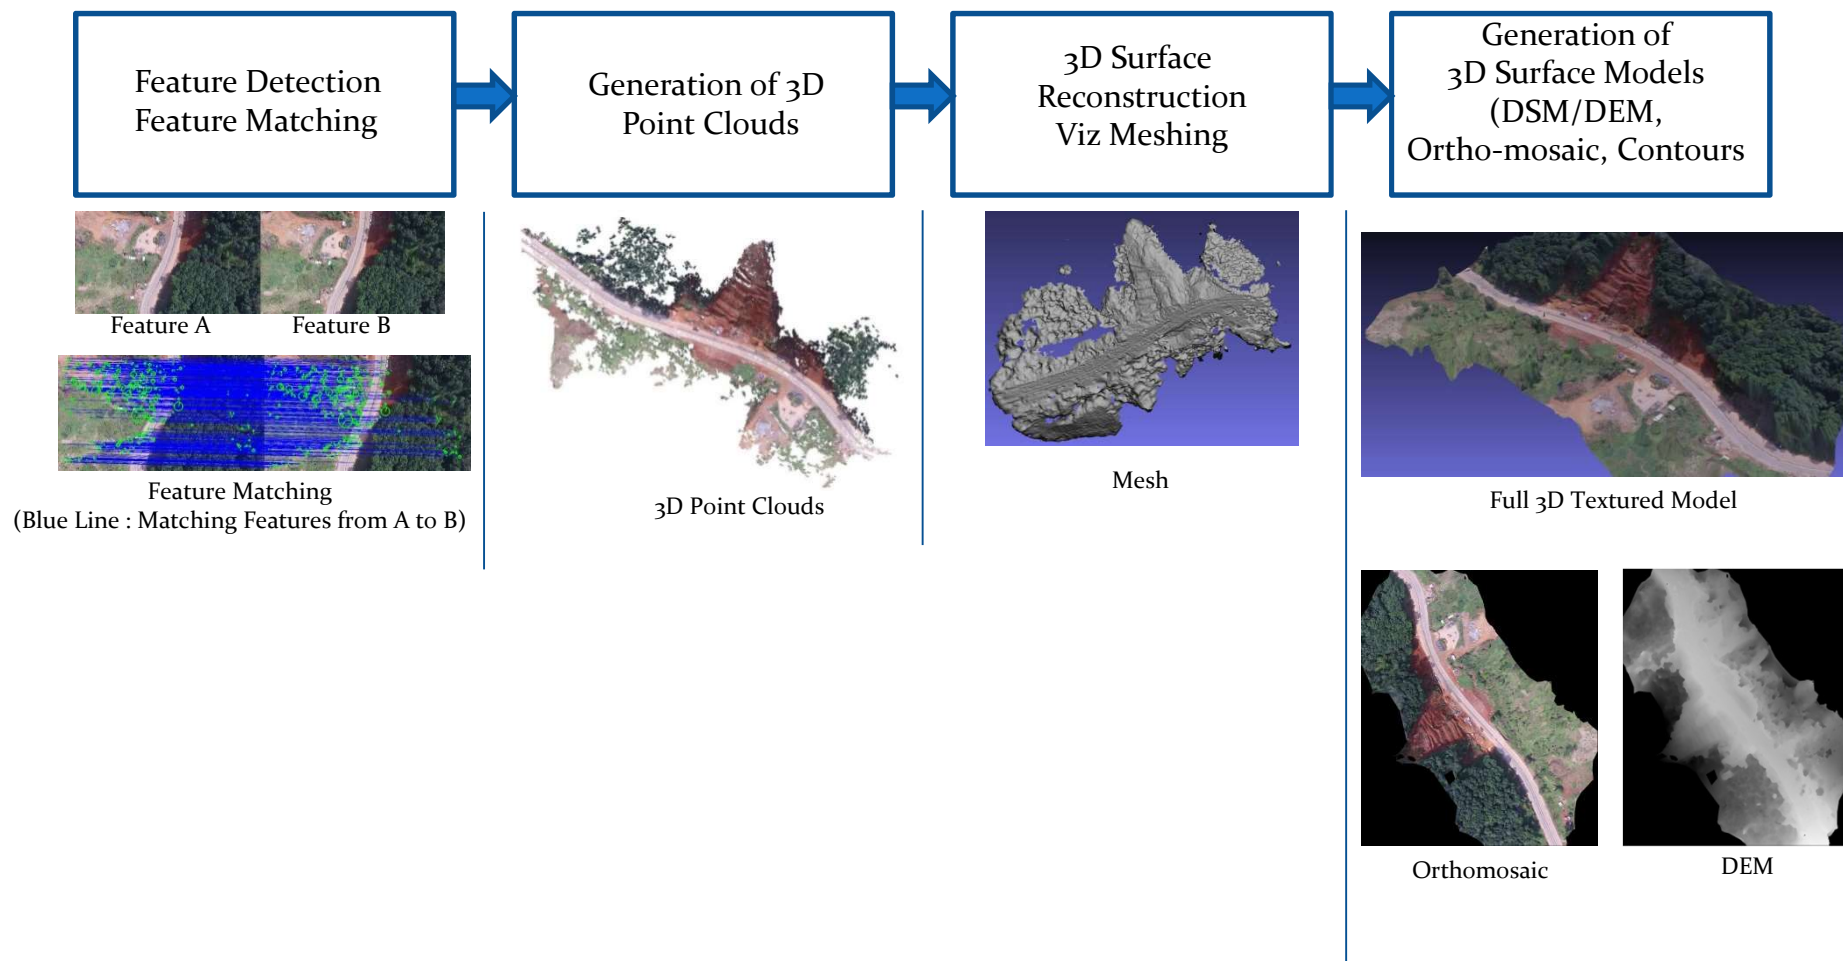 Feature Detection
Feature Matching
Generation of 3D
Point Clouds
3D Surface
Reconstruction
Viz Meshing
Generation of
3D Surface Models
(DSM/DEM,
Ortho-mosaic, Contours
Feature A
Feature B
Feature Matching
(Blue Line : Matching Features from A to B)
3D Point Clouds
Mesh
Full 3D Textured Model
Orthomosaic
DEM